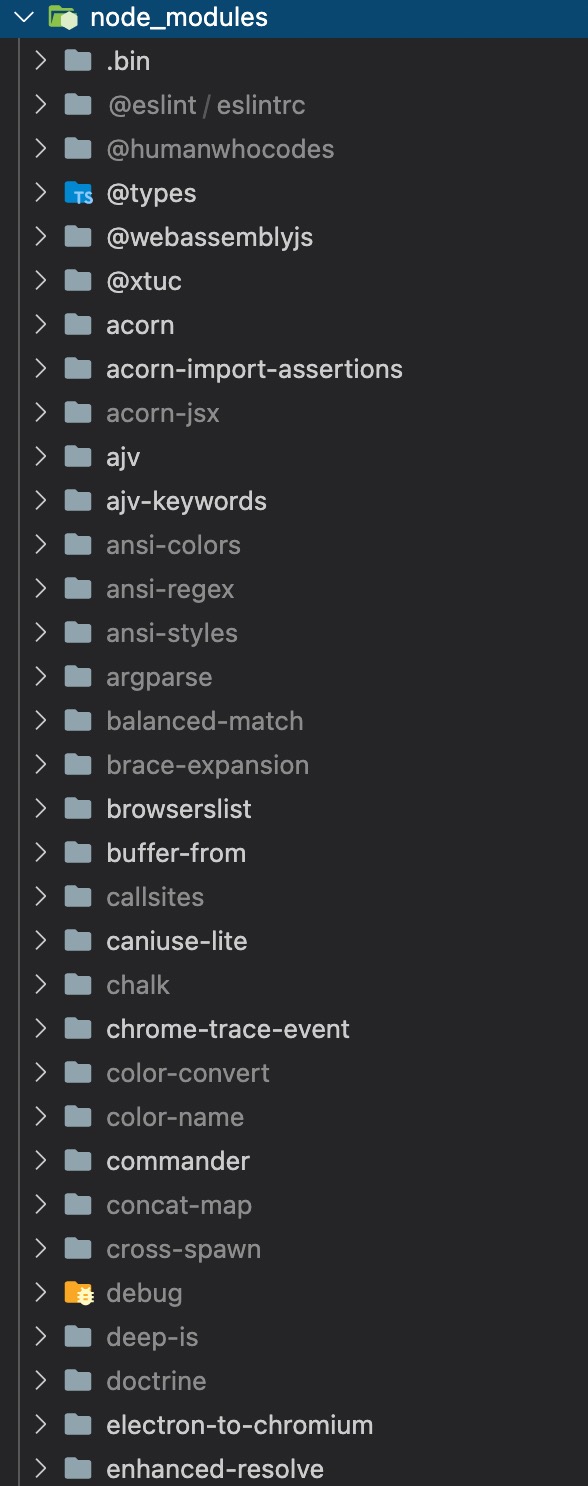 node_modules
.bin
@eslint / eslintrc
@humanwhocodes
TS @types
@webassemblyjs
@xtuc
acorn
acorn-import-assertions
acorn-jsx
ajv
ajv-keywords
ansi-colors
ansi-regex
ansi-styles
argparse
balanced-match
brace-expansion
browserslist
buffer-from
callsites
caniuse-lite
chalk
chrome-trace-event
color-convert
color-name
commander
concat-map
cross-spawn
debug
deep-is
doctrine
electron-to-chromium
enhanced-resolve